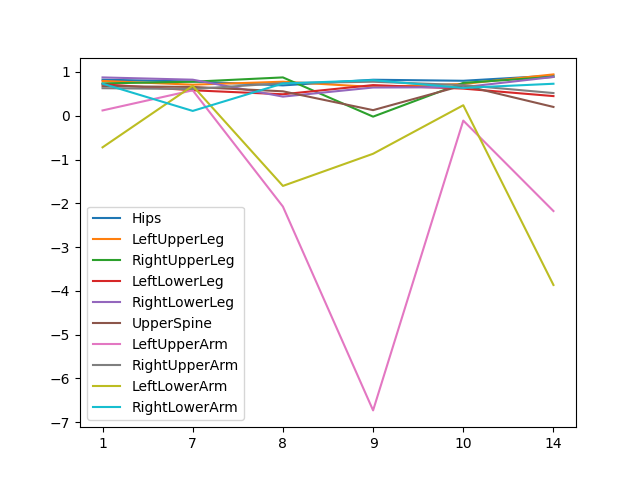 1
0
−1
−2
−3
−4
−5
−6
−7
Hips
LeftUpperLeg
RightUpperLeg
LeftLowerLeg
RightLowerLeg
UpperSpine
LeftUpperArm
RightUpperArm
LeftLowerArm
RightLowerArm
1 7 8 9 10 14